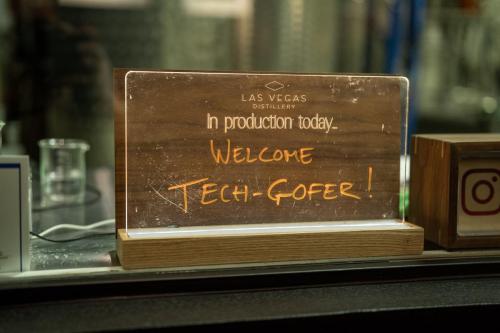 LAS VEGAS
DISTILLERY
In production today...
WELCOME
TECH-GOFER!